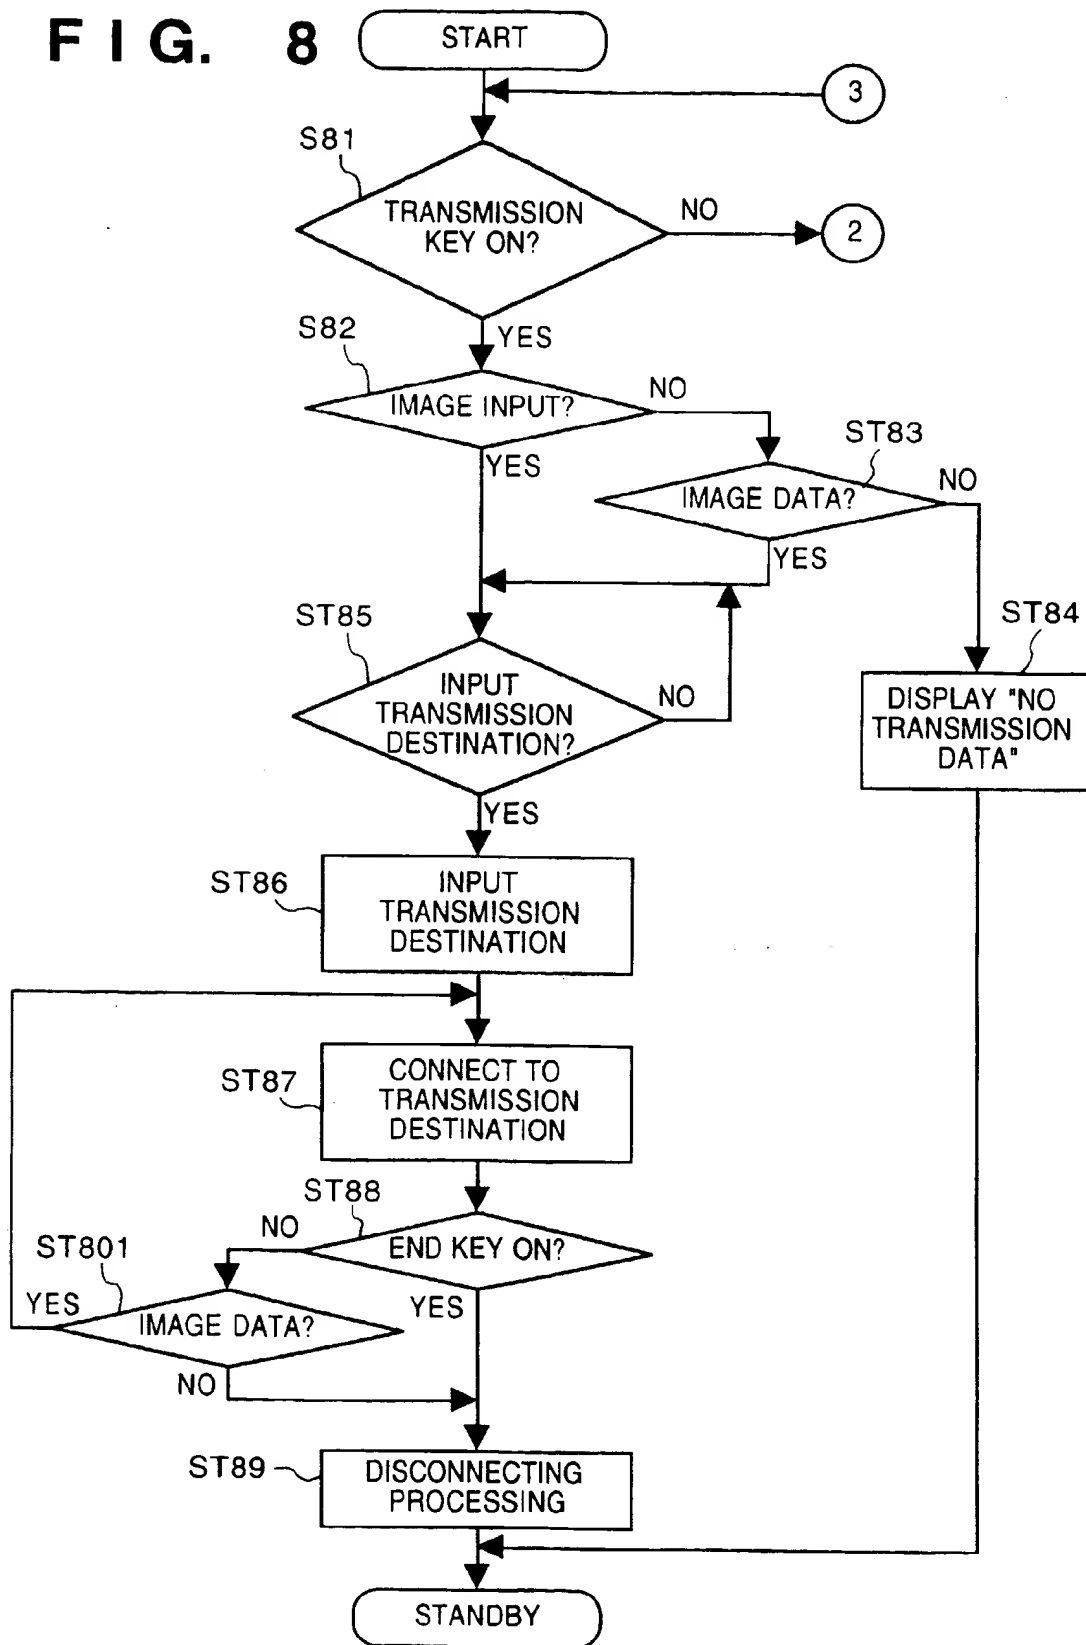 FIG. 8
START
3
S81
TRANSMISSION
KEY ON?
NO
2
YES
S82
IMAGE INPUT?
NO
YES
ST83
IMAGE DATA?
NO
YES
ST84
DISPLAY "NO
TRANSMISSION
DATA"
ST85
INPUT
TRANSMISSION
DESTINATION?
NO
YES
ST86
INPUT
TRANSMISSION
DESTINATION
ST87
CONNECT TO
TRANSMISSION
DESTINATION
ST88
NO
END KEY ON?
YES
ST801
YES
IMAGE DATA?
NO
ST89
DISCONNECTING
PROCESSING
STANDBY